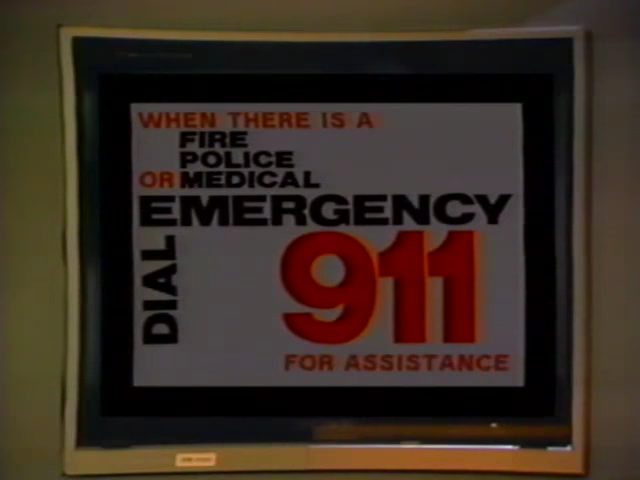 WHEN THERE IS A
FIRE
POLICE
OR MEDICAL
EMERGENCY
DIAL
911
FOR ASSISTANCE